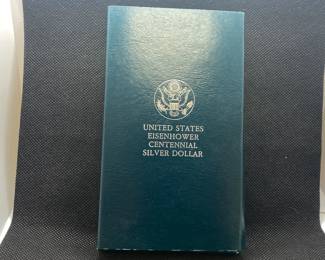 UNITED STATES
EISENHOWER
CENTENNIAL
SILVER DOLLAR